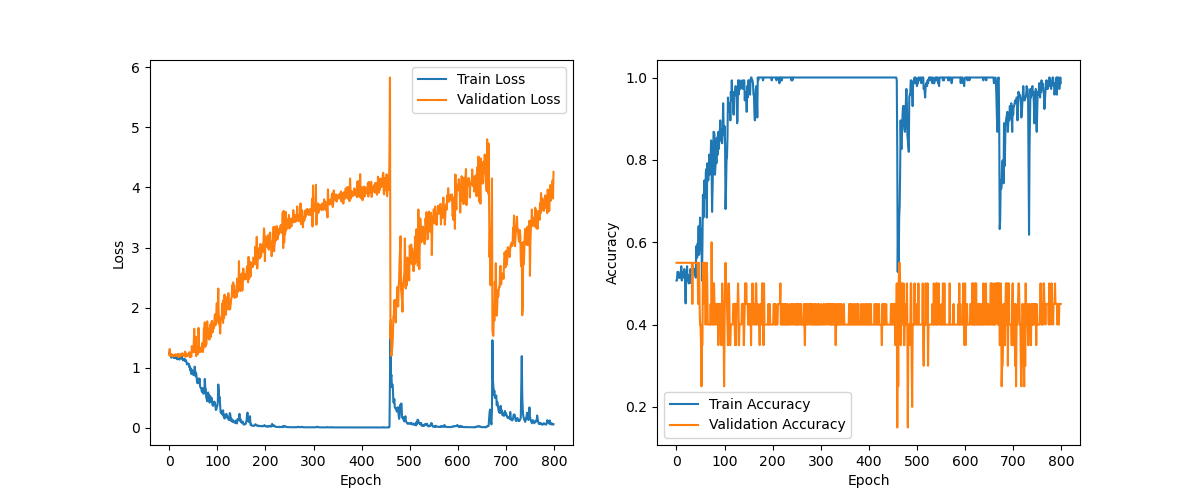 6
5
4
3
2
1
0
Loss
0 100 200 300 400 500 600 700 800
Epoch
Train Loss
Validation Loss
1.0
0.8
0.6
0.4
0.2
Accuracy
0 100 200 300 400 500 600 700 800
Epoch
Train Accuracy
Validation Accuracy